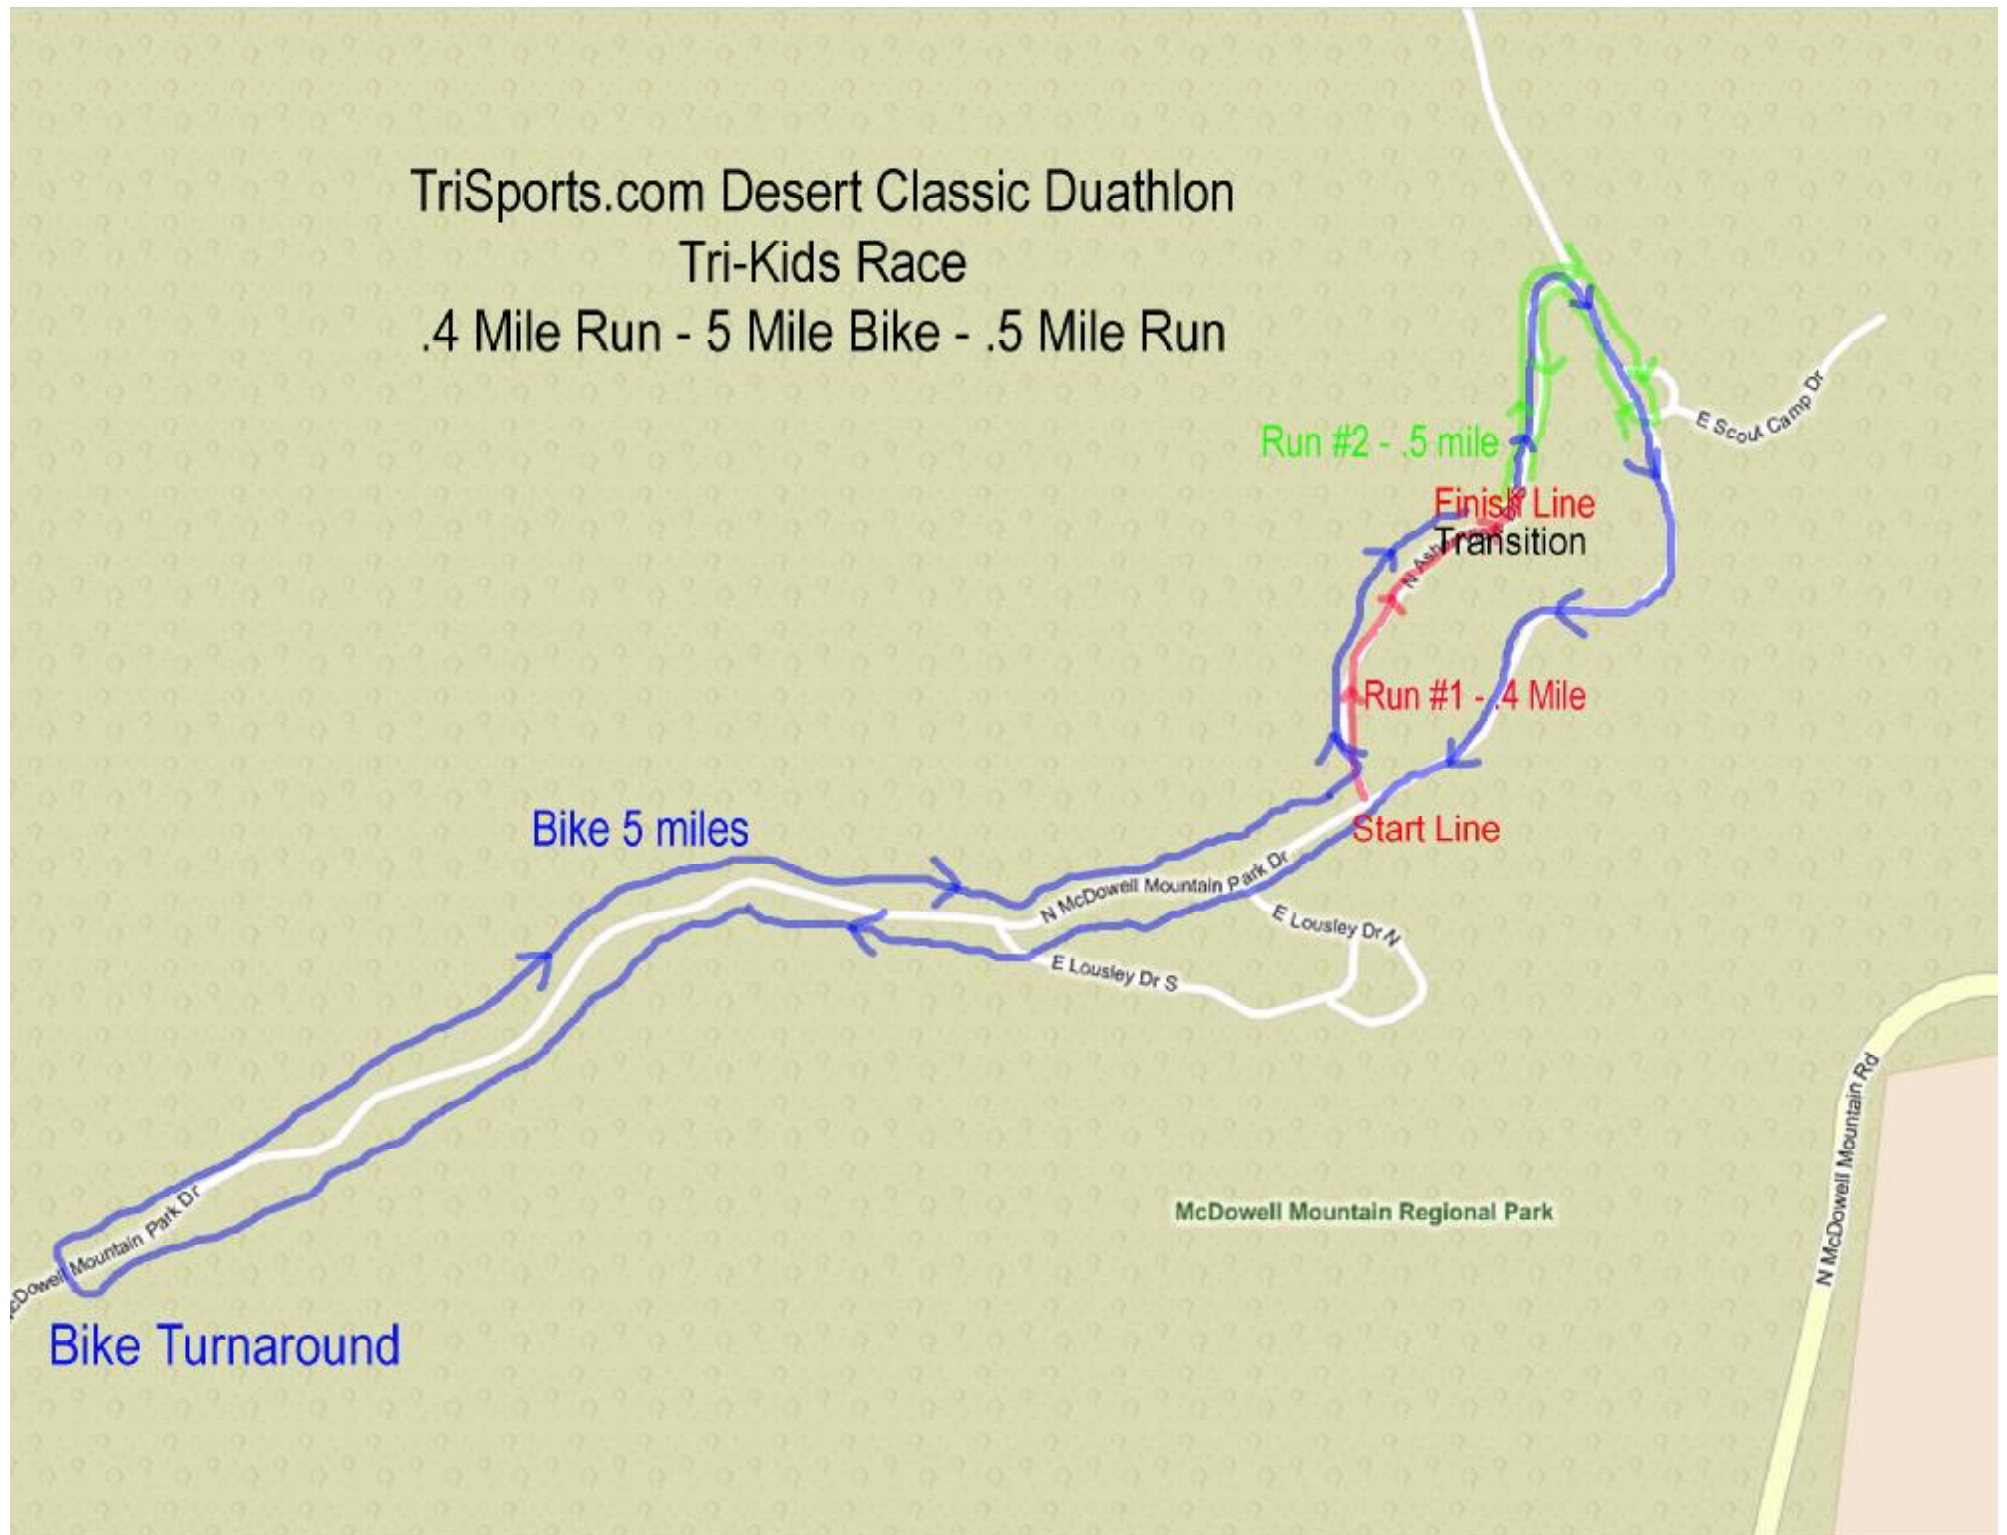 TriSports.com Desert Classic Duathlon
Tri-Kids Race
.4 Mile Run - 5 Mile Bike - .5 Mile Run
E Scout Camp Dr
Run #2 - .5 mile
Finish Line
Transition
N Ash
Run #1 - .4 Mile
Bike 5 miles
Start Line
N McDowell Mountain Park Dr
E Lousley Dr N
E Lousley Dr S
N McDowell Mountain Rd
McDowell Mountain Regional Park
cDowell Mountain Park Dr
Bike Turnaround